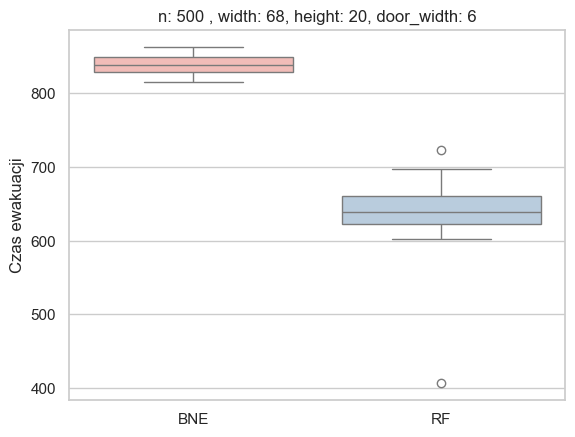 n: 500 , width: 68, height: 20, door_width: 6
Czas ewakuacji
800
700
600
500
400
BNE
RF